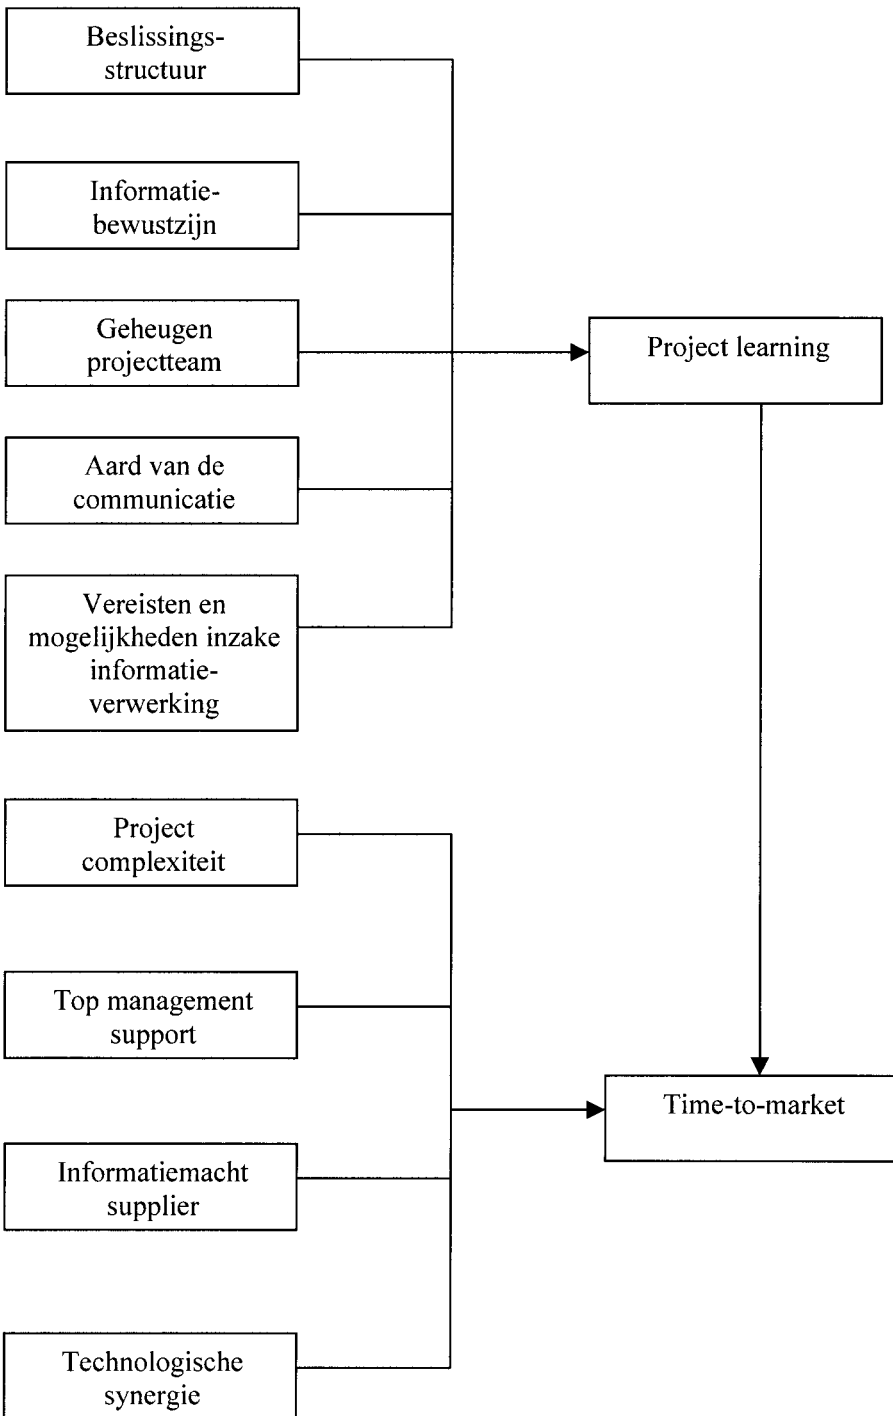 Beslissings-
structuur
Informatie-
bewustzijn
Geheugen
projectteam
Project learning
Aard van de
communicatie
Vereisten en
mogelijkheden inzake
informatie-
verwerking
Project
complexiteit
Top management
support
Time-to-market
Informatiemacht
supplier
Technologische
synergie